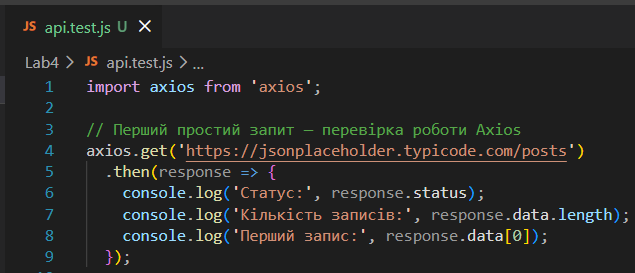 JS api.test.js U ×
Lab4 > JS api.test.js > ...
1 import axios from 'axios';
2
3 // Перший простий запит — перевірка роботи Axios
4 axios.get('https://jsonplaceholder.typicode.com/posts')
5 .then(response => {
6 console.log('Статус:', response.status);
7 console.log('Кількість записів:', response.data.length);
8 console.log('Перший запис:', response.data[0]);
9 });